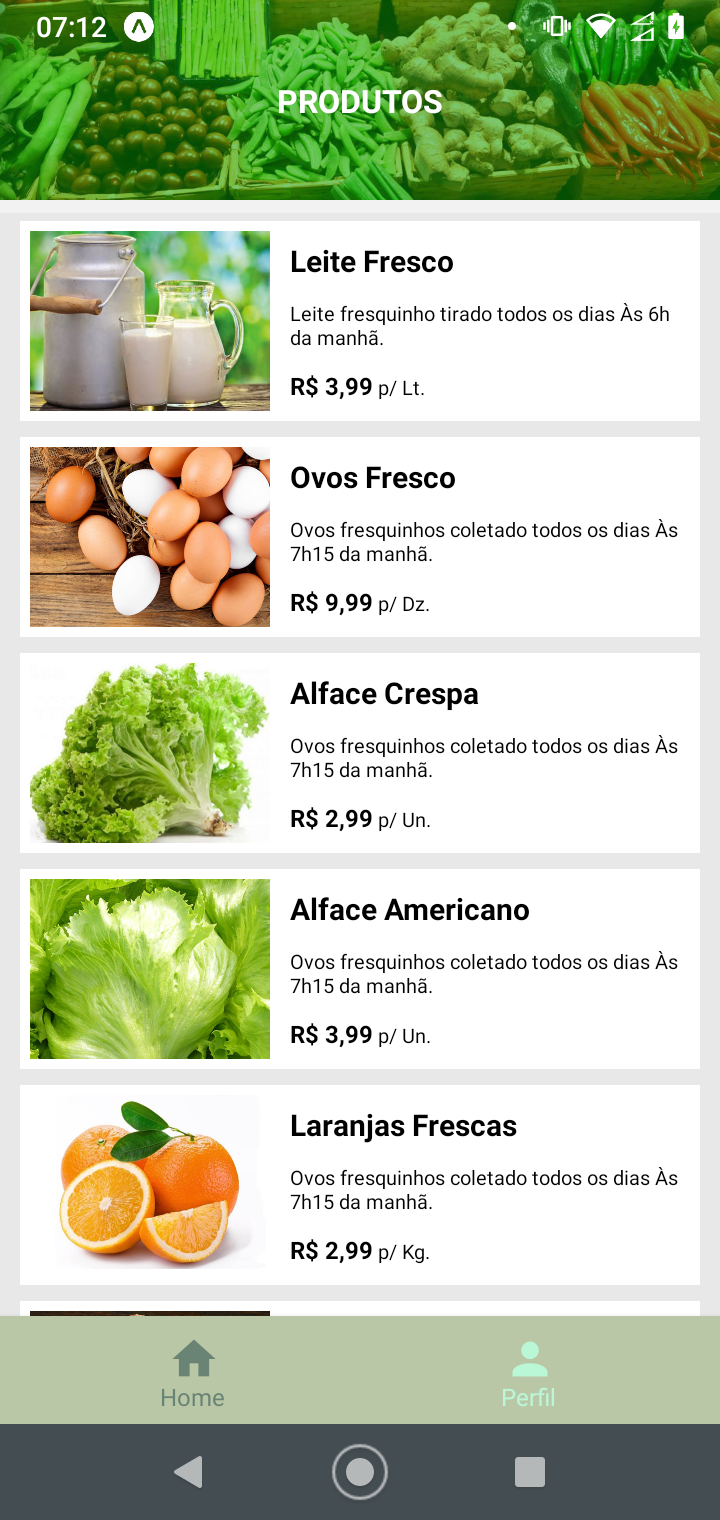 07:12
PRODUTOS
Leite Fresco
Leite fresquinho tirado todos os dias Às 6h
da manhã.
R$ 3,99 p/ Lt.
Ovos Fresco
Ovos fresquinhos coletado todos os dias Às
7h15 da manhã.
R$ 9,99 p/ Dz.
Alface Crespa
Ovos fresquinhos coletado todos os dias Às
7h15 da manhã.
R$ 2,99 p/ Un.
Alface Americano
Ovos fresquinhos coletado todos os dias Às
7h15 da manhã.
R$ 3,99 p/ Un.
Laranjas Frescas
Ovos fresquinhos coletado todos os dias Às
7h15 da manhã.
R$ 2,99 p/ Kg.
Home
Perfil